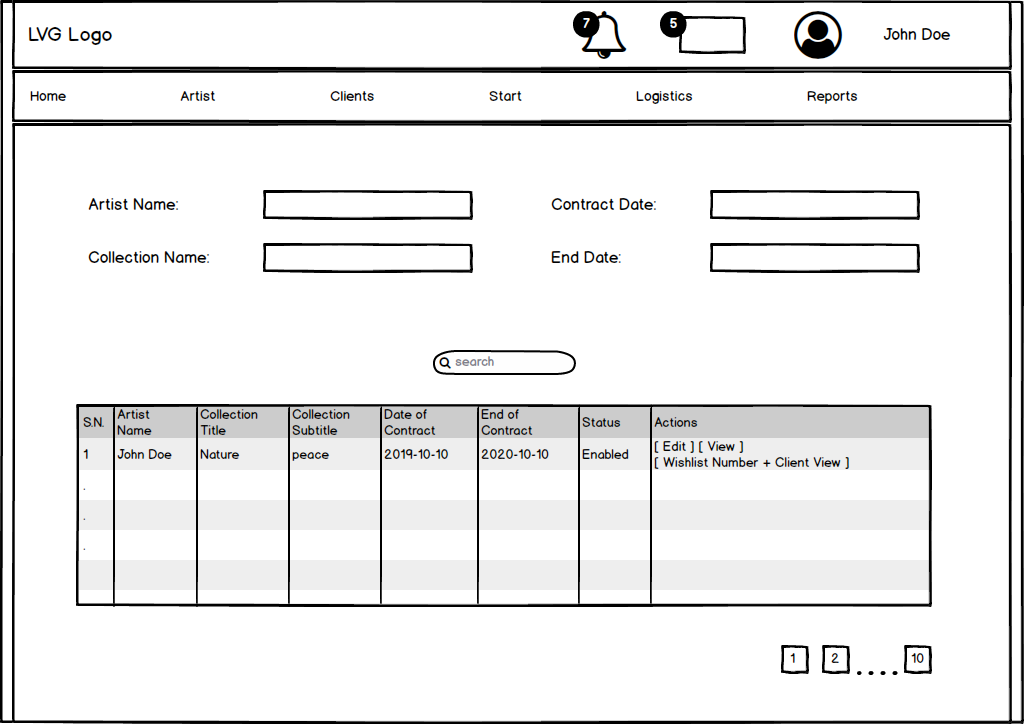 LVG Logo
7
5
John Doe
Home Artist Clients Start Logistics Reports
Artist Name: Contract Date:
Collection Name: End Date:
search
S.N. Artist Name Collection Title Collection Subtitle Date of Contract End of Contract Status Actions
1 John Doe Nature peace 2019-10-10 2020-10-10 Enabled [ Edit ] [ View ]
[ Wishlist Number + Client View ]
.
.
.
1 2 .... 10